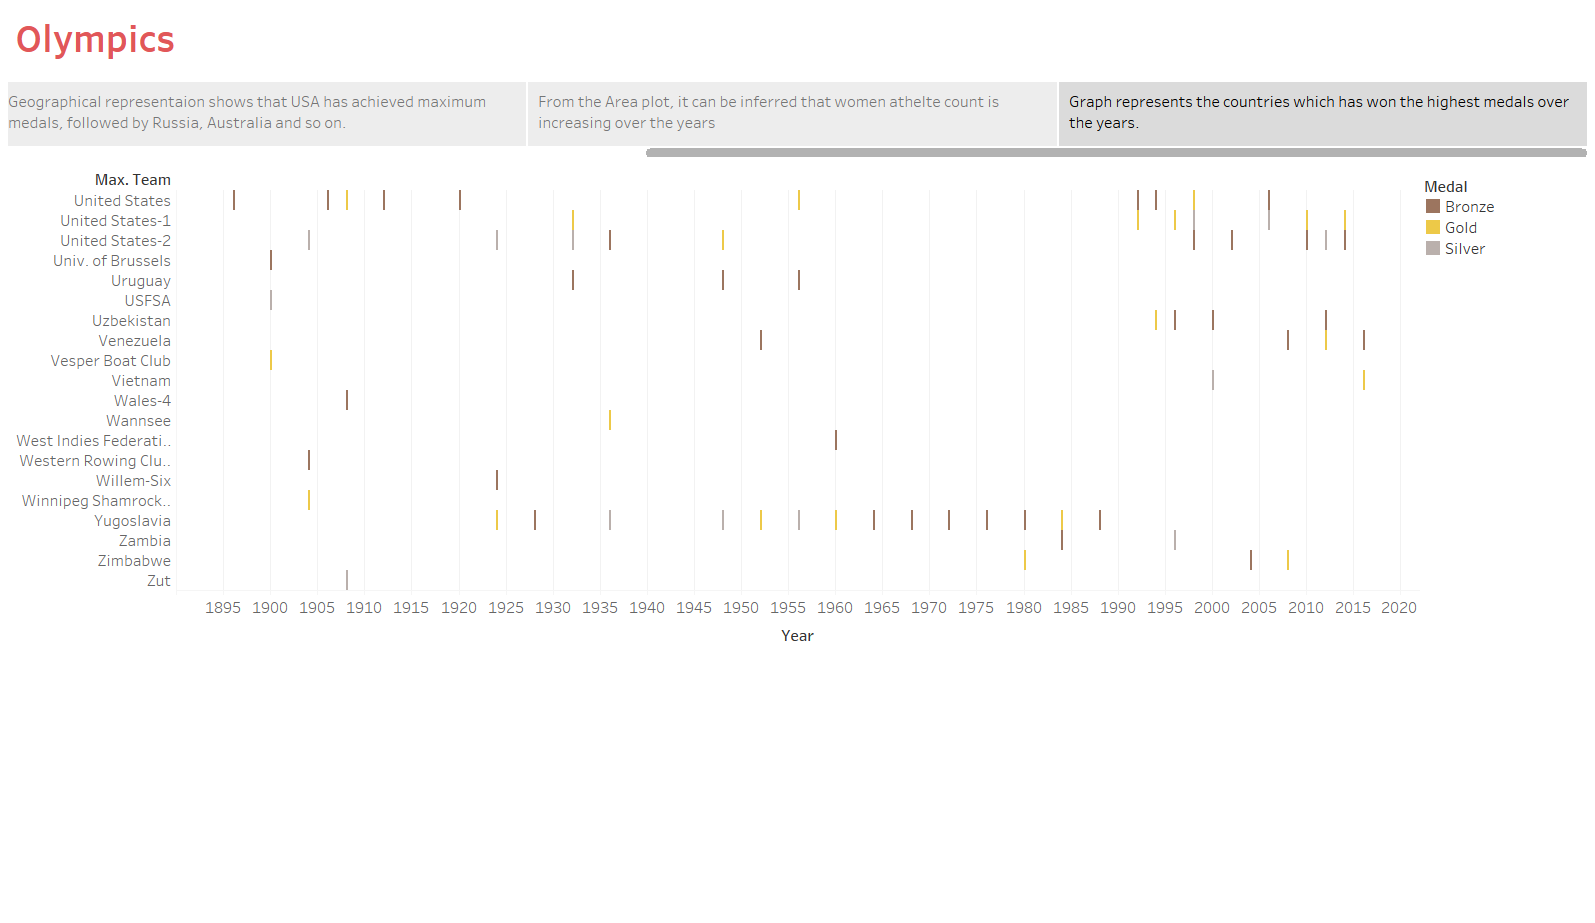 Olympics
Geographical representaion shows that USA has achieved maximum
medals, followed by Russia, Australia and so on.
From the Area plot, it can be inferred that women athelte count is
increasing over the years
Graph represents the countries which has won the highest medals over
the years.
Max. Team
United States
United States-1
United States-2
Univ. of Brussels
Uruguay
USFSA
Uzbekistan
Venezuela
Vesper Boat Club
Vietnam
Wales-4
Wannsee
West Indies Federati..
Western Rowing Clu..
Willem-Six
Winnipeg Shamrock..
Yugoslavia
Zambia
Zimbabwe
Zut
1895 1900 1905 1910 1915 1920 1925 1930 1935 1940 1945 1950 1955 1960 1965 1970 1975 1980 1985 1990 1995 2000 2005 2010 2015 2020
Year
Medal
Bronze
Gold
Silver